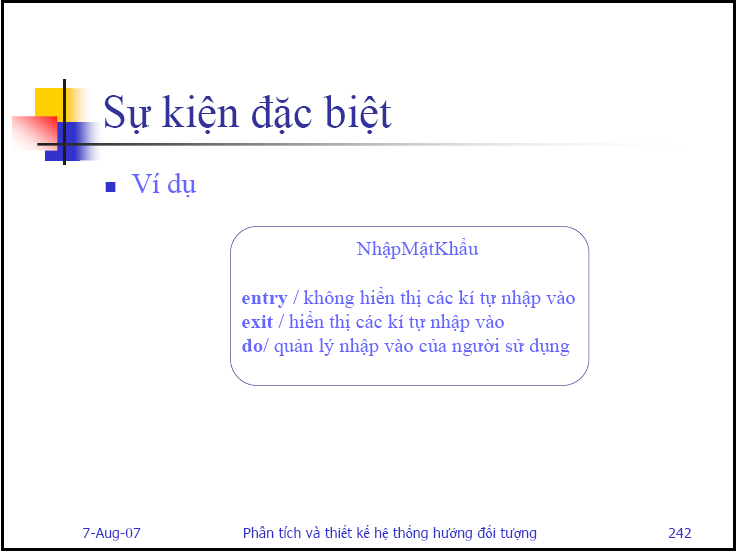 Sự kiện đặc biệt
Ví dụ
NhậpMậtKhẩu
entry / không hiển thị các kí tự nhập vào
exit / hiển thị các kí tự nhập vào
do/ quản lý nhập vào của người sử dụng
7-Aug-07 Phân tích và thiết kế hệ thống hướng đối tượng 242